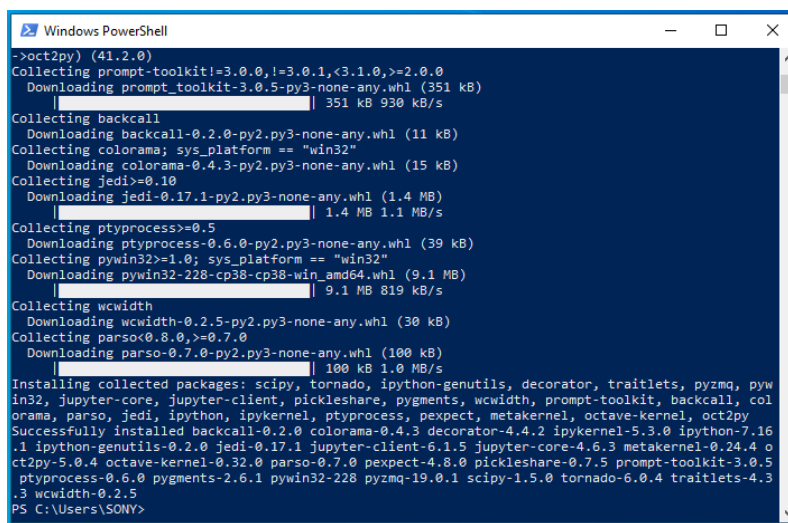 Windows PowerShell
->oct2py) (41.2.0)
Collecting prompt-toolkit!=3.0.0,!=3.0.1,<3.1.0,>=2.0.0
  Downloading prompt_toolkit-3.0.5-py3-none-any.whl (351 kB)
     |                                | 351 kB 930 kB/s
Collecting backcall
  Downloading backcall-0.2.0-py2.py3-none-any.whl (11 kB)
Collecting colorama; sys_platform == "win32"
  Downloading colorama-0.4.3-py2.py3-none-any.whl (15 kB)
Collecting jedi>=0.10
  Downloading jedi-0.17.1-py2.py3-none-any.whl (1.4 MB)
     |                                | 1.4 MB 1.1 MB/s
Collecting ptyprocess>=0.5
  Downloading ptyprocess-0.6.0-py2.py3-none-any.whl (39 kB)
Collecting pywin32>=1.0; sys_platform == "win32"
  Downloading pywin32-228-cp38-cp38-win_amd64.whl (9.1 MB)
     |                                | 9.1 MB 819 kB/s
Collecting wcwidth
  Downloading wcwidth-0.2.5-py2.py3-none-any.whl (30 kB)
Collecting parso<0.8.0,>=0.7.0
  Downloading parso-0.7.0-py2.py3-none-any.whl (100 kB)
     |                                | 100 kB 1.0 MB/s
Installing collected packages: scipy, tornado, ipython-genutils, decorator, traitlets, pyzmq, pyw
in32, jupyter-core, jupyter-client, pickleshare, pygments, wcwidth, prompt-toolkit, backcall, col
orama, parso, jedi, ipython, ipykernel, ptyprocess, pexpect, metakernel, octave-kernel, oct2py
Successfully installed backcall-0.2.0 colorama-0.4.3 decorator-4.4.2 ipykernel-5.3.0 ipython-7.16
.1 ipython-genutils-0.2.0 jedi-0.17.1 jupyter-client-6.1.5 jupyter-core-4.6.3 metakernel-0.24.4 o
ct2py-5.0.4 octave-kernel-0.32.0 parso-0.7.0 pexpect-4.8.0 pickleshare-0.7.5 prompt-toolkit-3.0.5
 ptyprocess-0.6.0 pygments-2.6.1 pywin32-228 pyzmq-19.0.1 scipy-1.5.0 tornado-6.0.4 traitlets-4.3
.3 wcwidth-0.2.5
PS C:\Users\SONY>